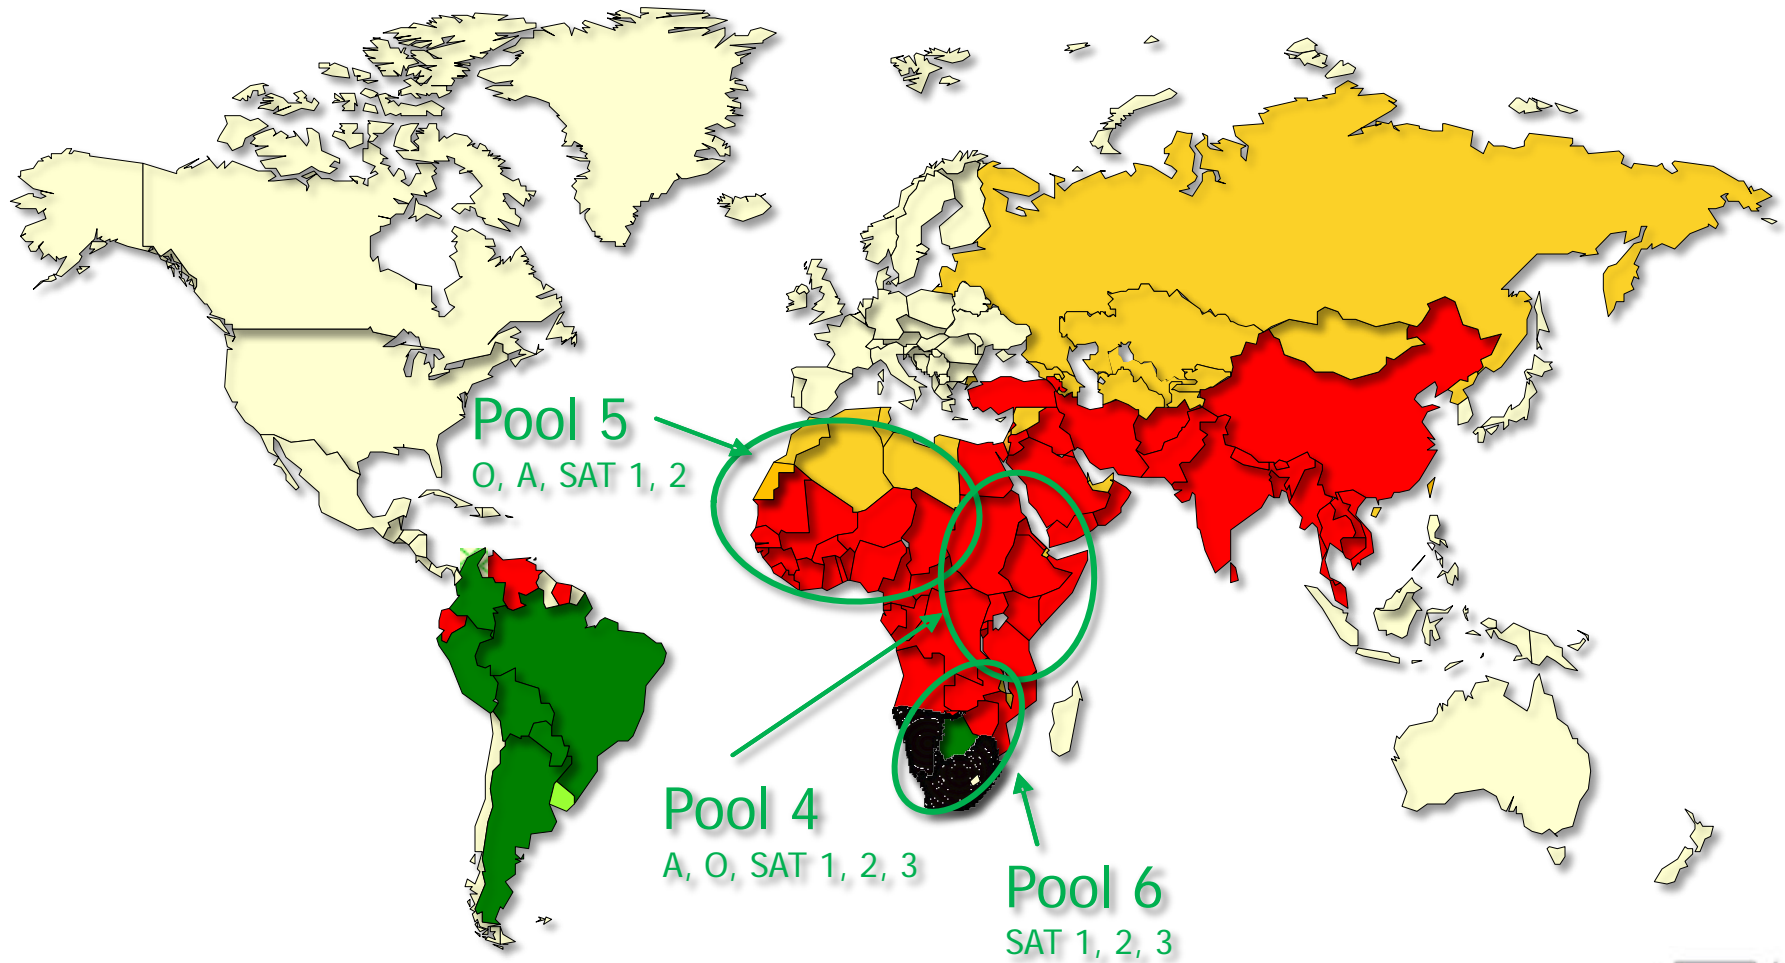 Pool 5
O, A, SAT 1, 2
Pool 4
A, O, SAT 1, 2, 3
Pool 6
SAT 1, 2, 3